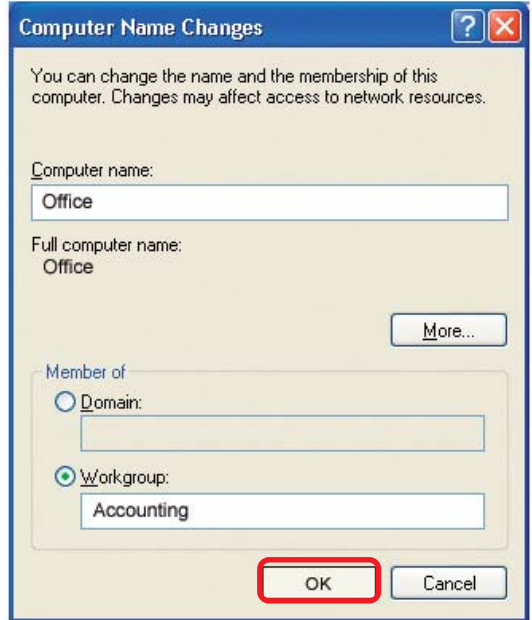 Computer Name Changes
You can change the name and the membership of this
computer. Changes may affect access to network resources.
Computer name:
Office
Full computer name:
Office
More...
Member of
Domain:
Workgroup:
Accounting
OK
Cancel